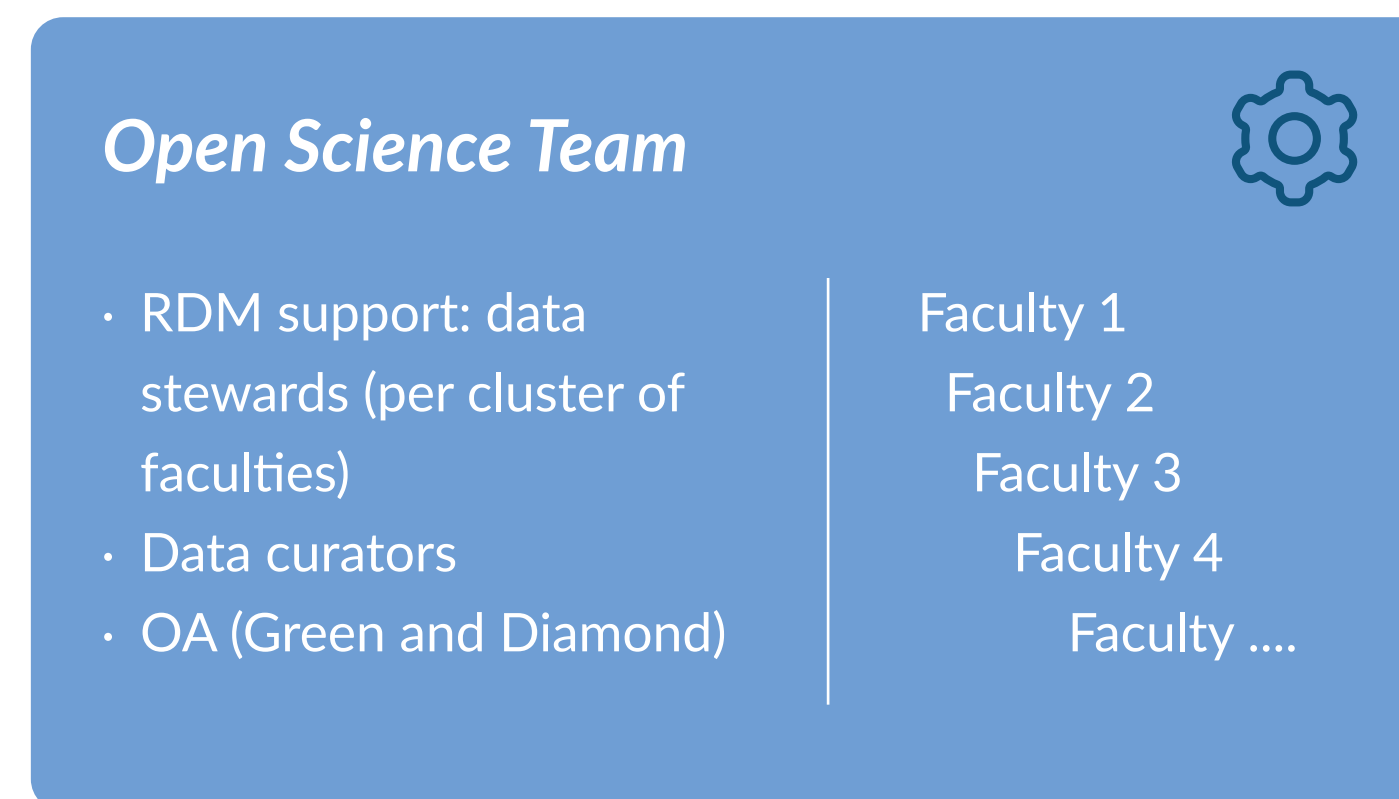 Open Science Team
· RDM support: data
stewards (per cluster of
faculties)
· Data curators
· OA (Green and Diamond)
Faculty 1
Faculty 2
Faculty 3
Faculty 4
Faculty ....